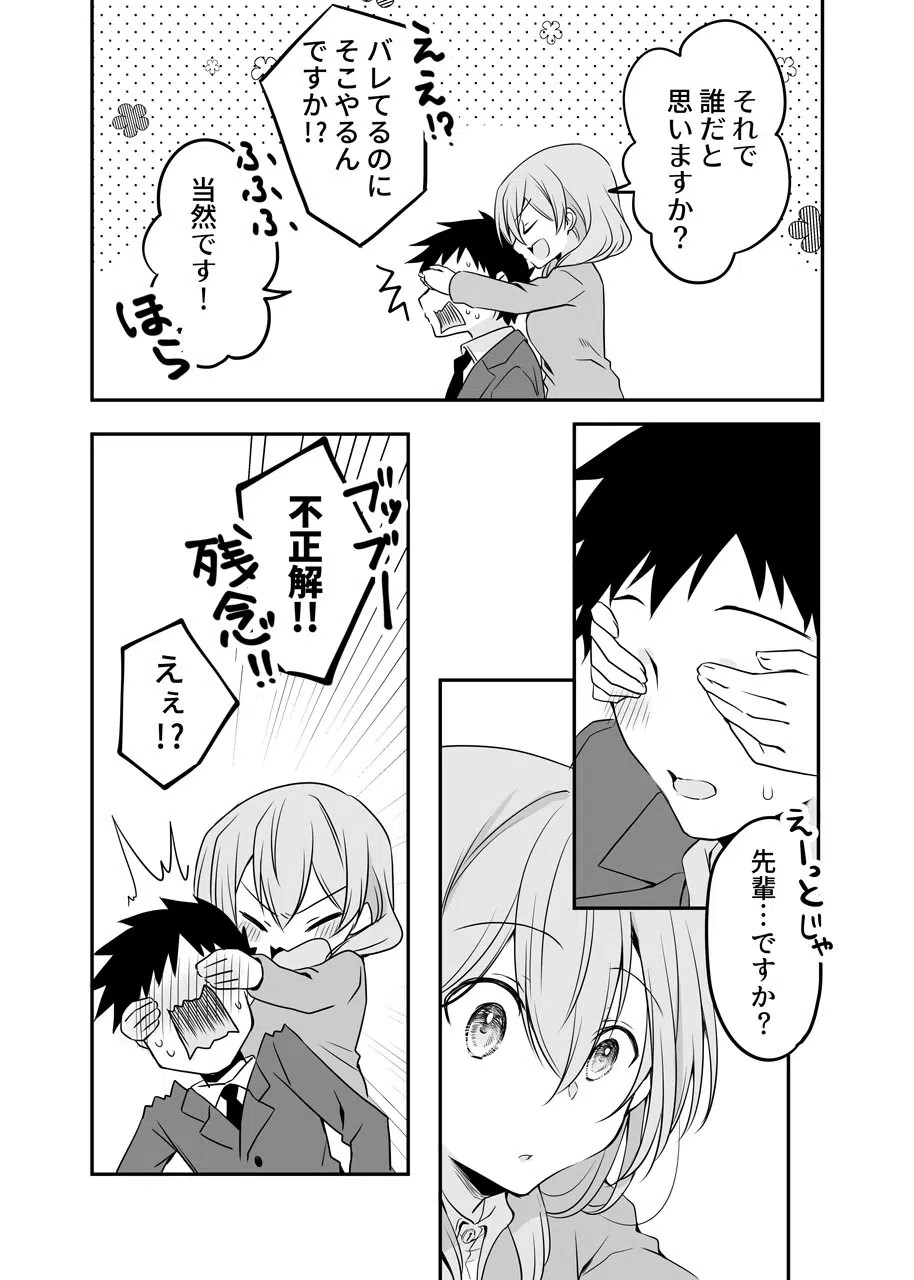 それで
誰だと
思いますか？
ええ!?
バレてるのに
そこやるん
ですか!?
ふふふ
当然です！
ほら
えーっとじゃ
先輩…ですか？
ブッブー
不正解!!
残念!!
えぇ!?